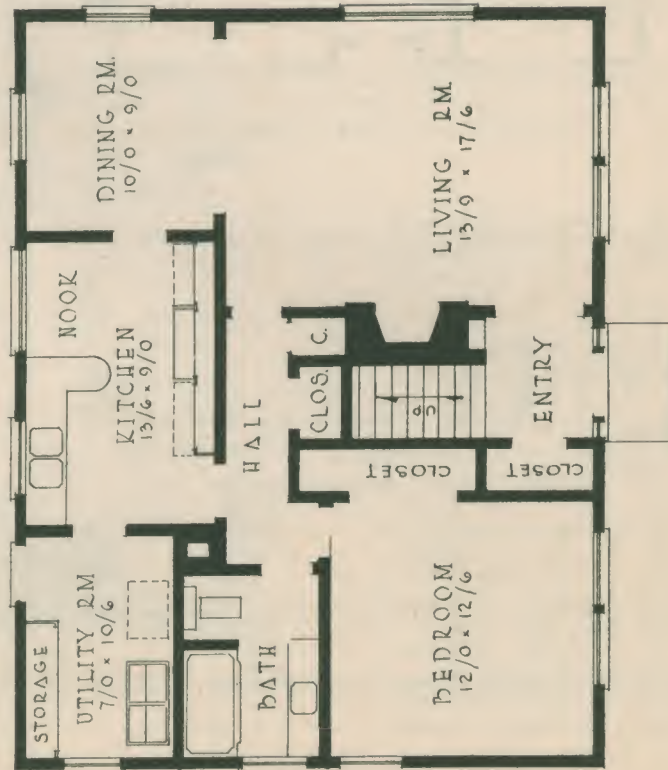 DINING RM.
10/0 × 9/0
LIVING RM.
13/9 × 17/6
NOOK
KITCHEN
13/6 × 9/0
HALL
C.
CLOS.
UP
ENTRY
CLOSET
CLOSET
STORAGE
UTILITY RM
7/0 × 10/6
BATH
BEDROOM
12/0 × 12/6